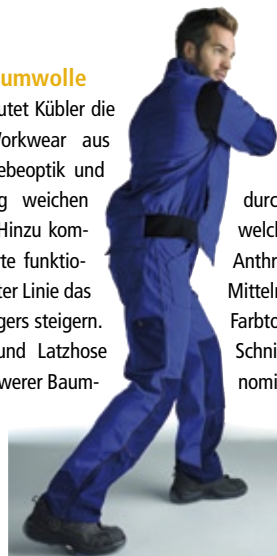 umwolle
utet Kübler die
Workwear aus
ebeoptik und
g weichen
Hinzu kom-
te funktio-
ter Linie das
gers steigern.
und Latzhose
werer Baum-
durc
welch
Anthr
Mittelr
Farbto
Schni
nomi